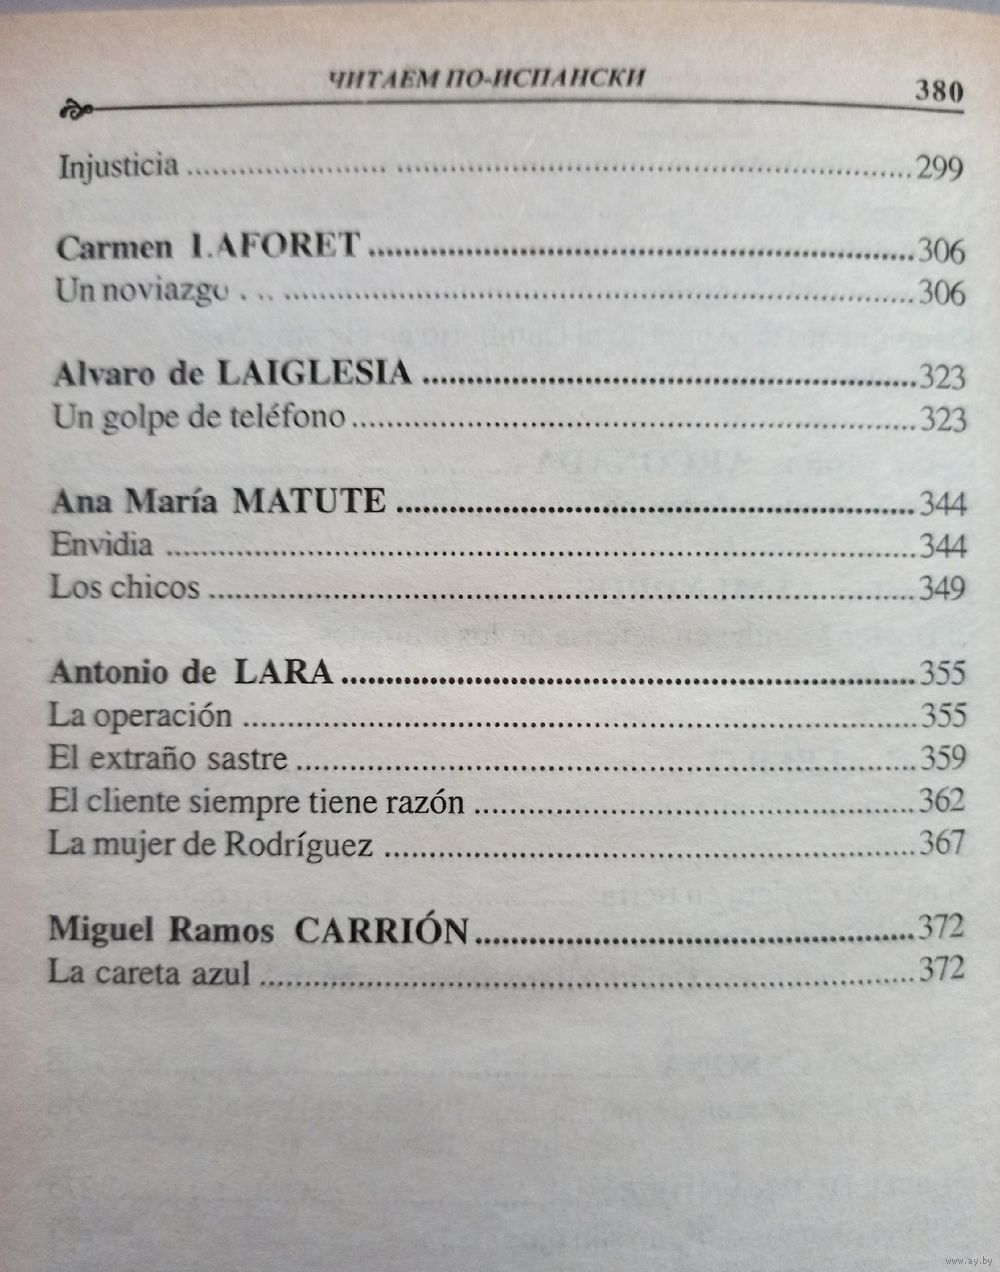 ЧИТАЕМ ПО-ИСПАНСКИ 380
Injusticia ........................ 299
Carmen LAFORET ........................ 306
Un noviazgo ........................ 306
Alvaro de LAIGLESIA ........................ 323
Un golpe de teléfono ........................ 323
Ana María MATUTE ........................ 344
Envidia ........................ 344
Los chicos ........................ 349
Antonio de LARA ........................ 355
La operación ........................ 355
El extraño sastre ........................ 359
El cliente siempre tiene razón ........................ 362
La mujer de Rodríguez ........................ 367
Miguel Ramos CARRIÓN ........................ 372
La careta azul ........................ 372
www.ay.by